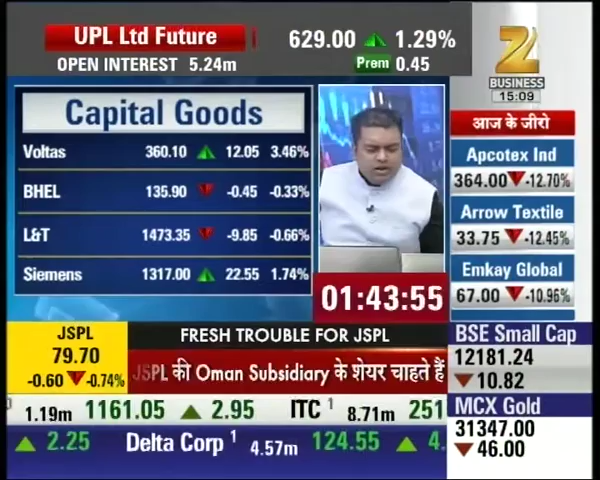 UPL Ltd Future
629.00 1.29%
OPEN INTEREST 5.24m
Prem 0.45
Z
BUSINESS
15:09
Capital Goods
Voltas 360.10 12.05 3.46%
BHEL 135.90 -0.45 -0.33%
L&T 1473.35 -9.85 -0.66%
Siemens 1317.00 22.55 1.74%
आज के जीरो
Apcotex Ind
364.00 -12.70%
Arrow Textile
33.75 -12.45%
Emkay Global
67.00 -10.96%
01:43:55
JSPL
79.70
-0.60 -0.74%
FRESH TROUBLE FOR JSPL
JSPL की Oman Subsidiary के शेयर चाहते हैं
BSE Small Cap
12181.24
10.82
MCX Gold
31347.00
46.00
1.19m 1161.05 2.95 ITC 1 8.71m 251
2.25 Delta Corp 1 4.57m 124.55 4.